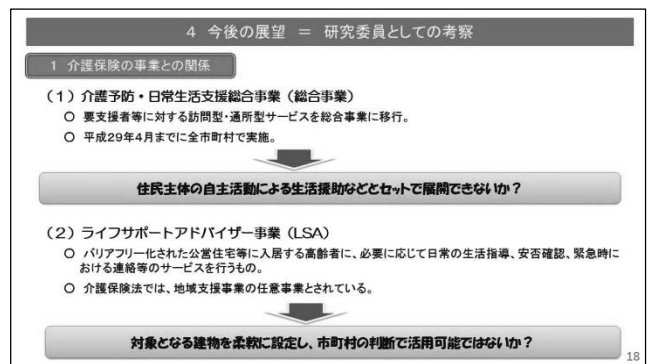 4 今後の展望 ＝ 研究委員としての考察
1 介護保険の事業との関係
（1）介護予防・日常生活支援総合事業（総合事業）
○ 要支援者等に対する訪問型・通所型サービスを総合事業に移行。
○ 平成29年4月までに全市町村で実施。
住民主体の自主活動による生活援助などとセットで展開できないか？
（2）ライフサポートアドバイザー事業（LSA）
○ バリアフリー化された公営住宅等に入居する高齢者に、必要に応じて日常の生活指導、安否確認、緊急時に
おける連絡等のサービスを行うもの。
○ 介護保険法では、地域支援事業の任意事業とされている。
対象となる建物を柔軟に設定し、市町村の判断で活用可能ではないか？
18